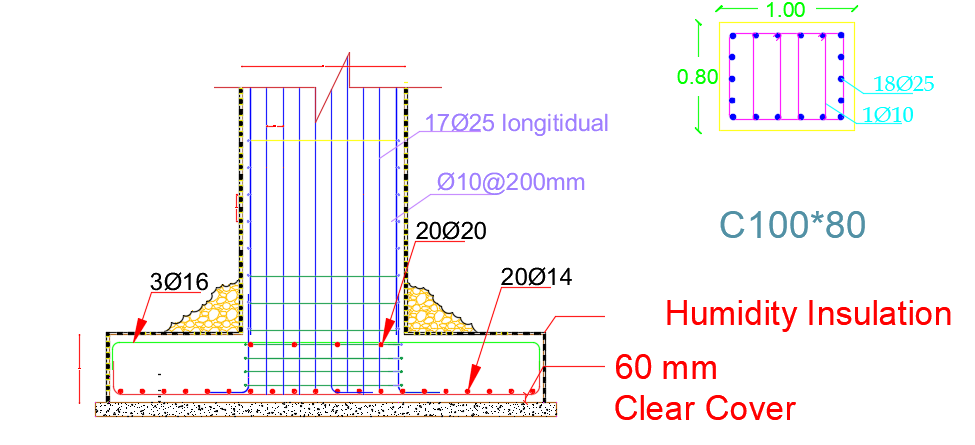 1.00
0.80
18Ø25
1Ø10
17Ø25 longitidual
Ø10@200mm
C100*80
20Ø20
3Ø16
20Ø14
Humidity Insulation
60 mm
Clear Cover